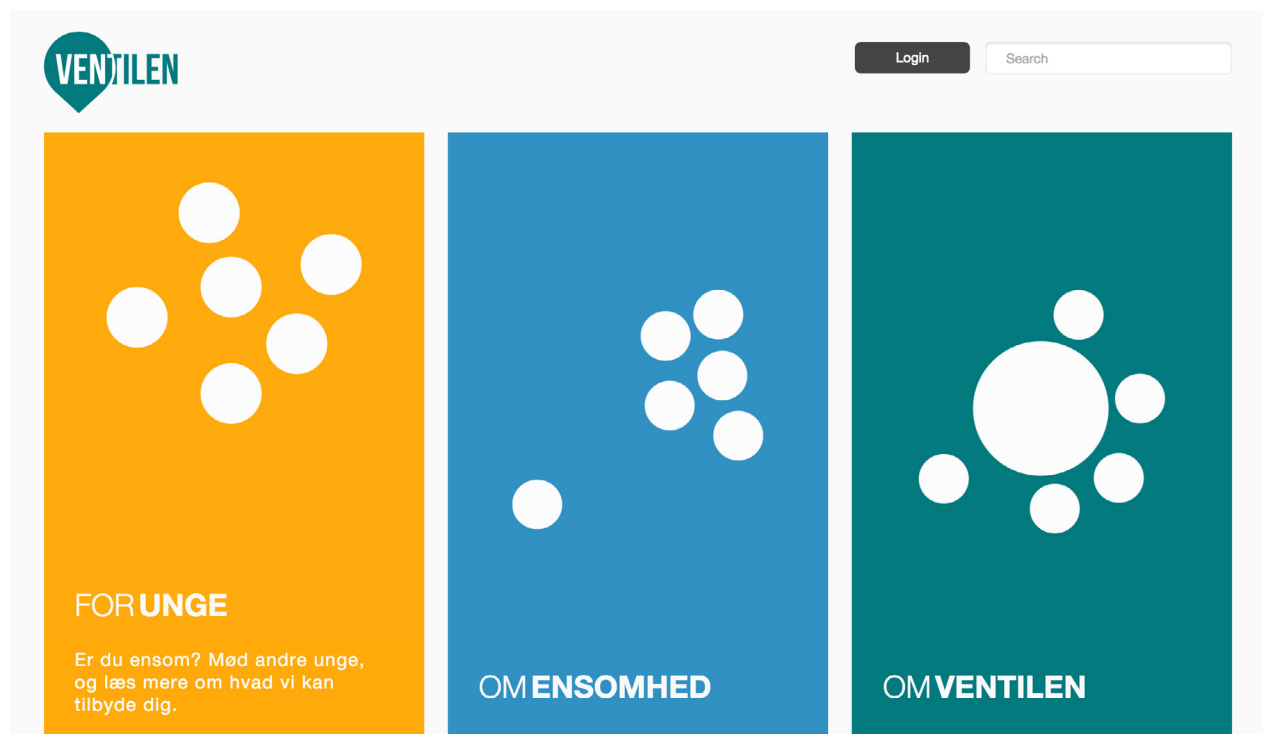 VENTILEN
Login
Search
FOR UNGE
Er du ensom? Mød andre unge,
og læs mere om hvad vi kan
tilbyde dig.
OM ENSOMHED
OM VENTILEN